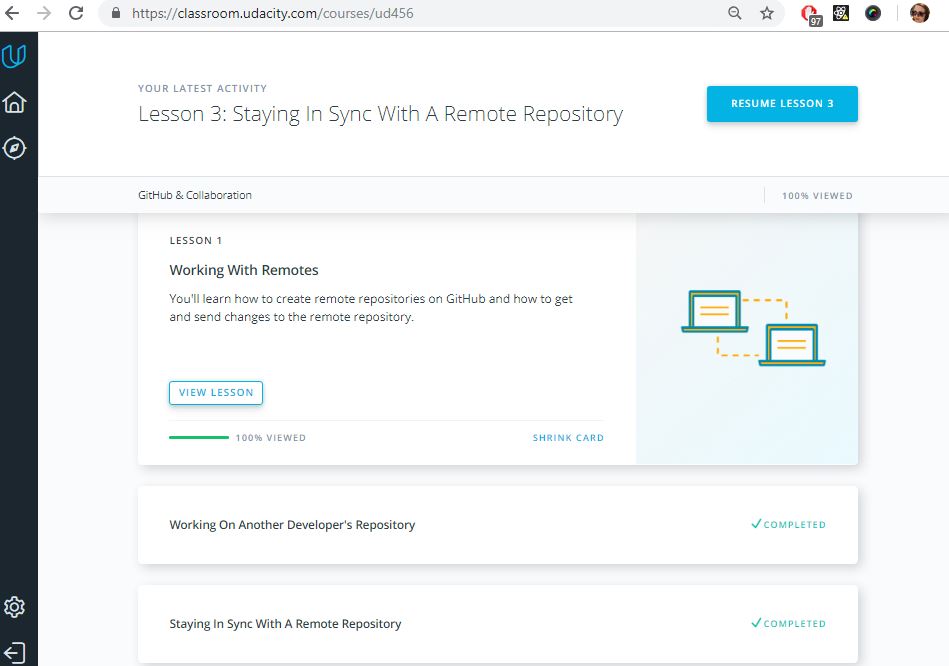 https://classroom.udacity.com/courses/ud456
97
YOUR LATEST ACTIVITY
Lesson 3: Staying In Sync With A Remote Repository
RESUME LESSON 3
GitHub & Collaboration
100% VIEWED
LESSON 1
Working With Remotes
You'll learn how to create remote repositories on GitHub and how to get
and send changes to the remote repository.
VIEW LESSON
100% VIEWED
SHRINK CARD
Working On Another Developer's Repository
COMPLETED
Staying In Sync With A Remote Repository
COMPLETED